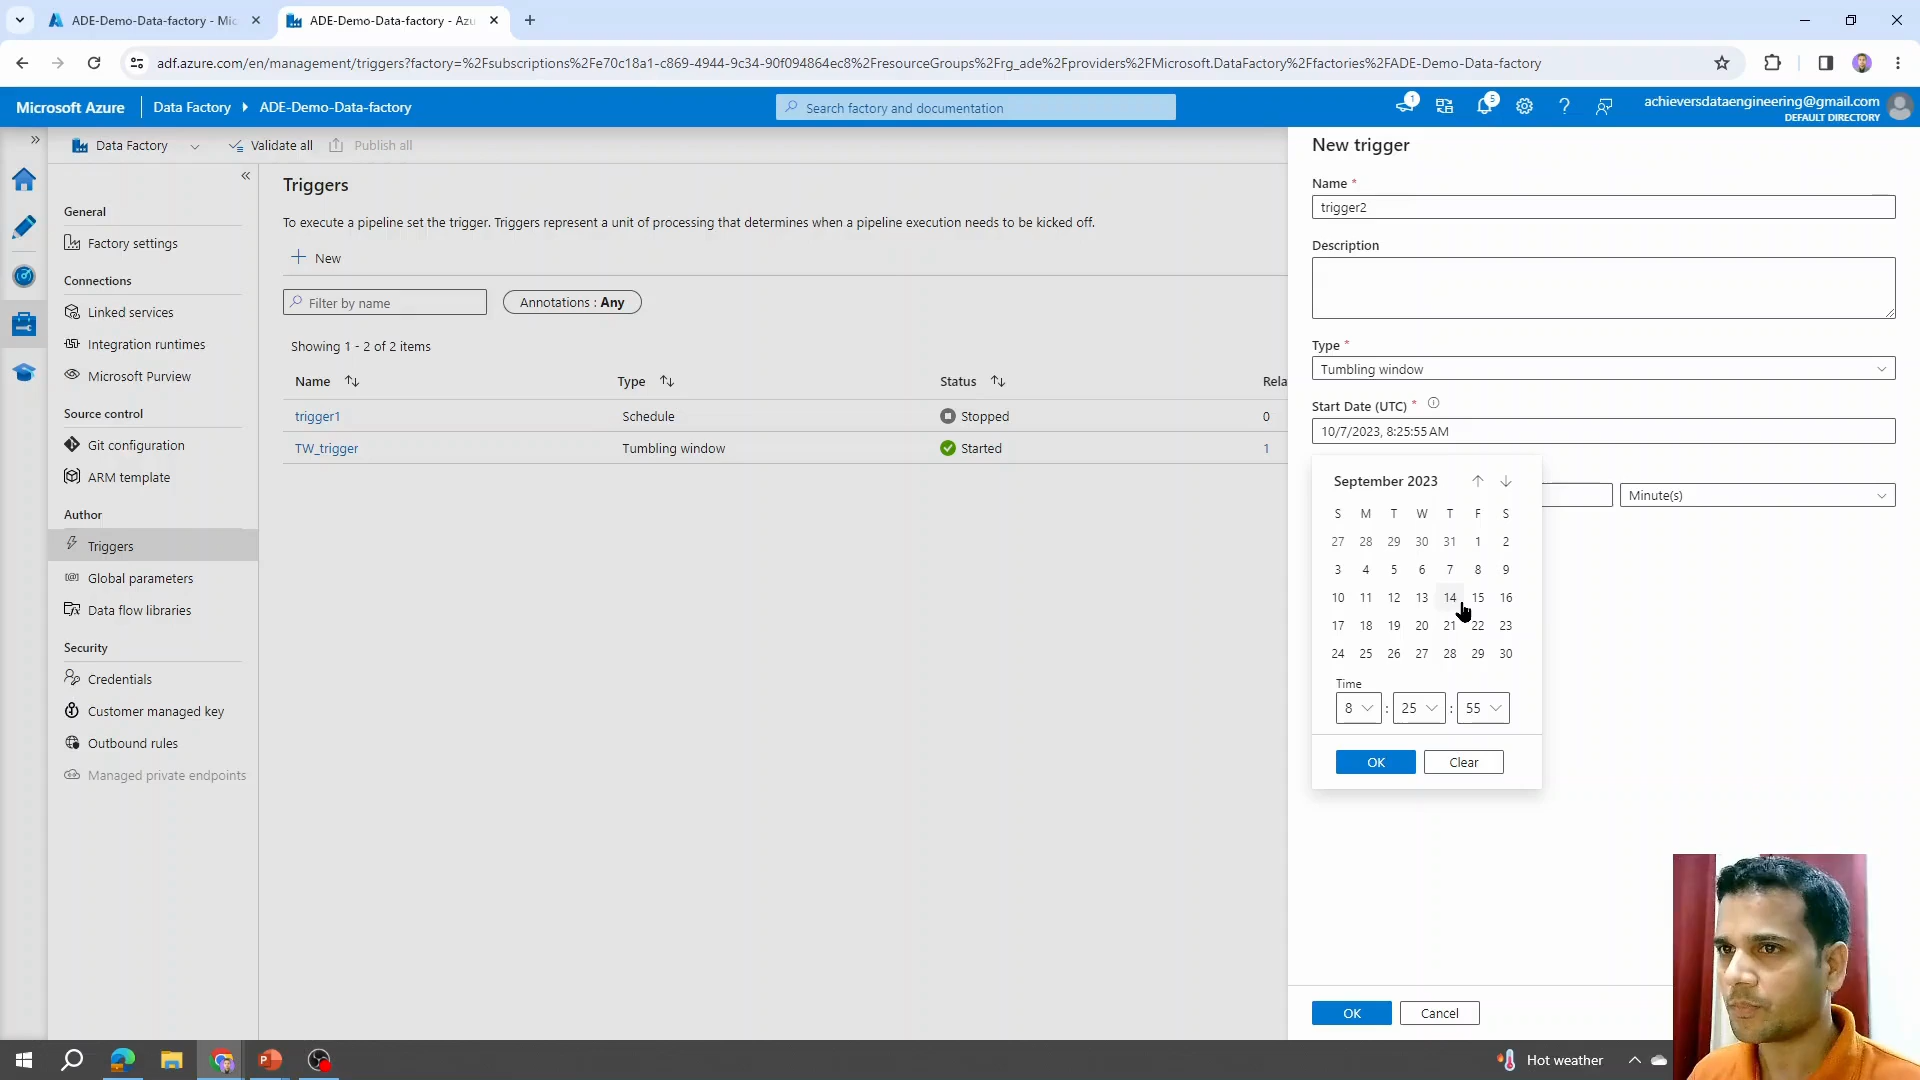 ADE-Demo-Data-factory - Mic
ADE-Demo-Data-factory - Azu
adf.azure.com/en/management/triggers?factory=%2Fsubscriptions%2Fe70c18a1-c869-4944-9c34-90f094864ec8%2FresourceGroups%2Frg_ade%2Fproviders%2FMicrosoft.DataFactory%2Ffactories%2FADE-Demo-Data-factory
Microsoft Azure
Data Factory
ADE-Demo-Data-factory
Search factory and documentation
1
5
achieversdataengineering@gmail.com
DEFAULT DIRECTORY
Data Factory
Validate all
Publish all
General
Factory settings
Connections
Linked services
Integration runtimes
Microsoft Purview
Source control
Git configuration
ARM template
Author
Triggers
Global parameters
Data flow libraries
Security
Credentials
Customer managed key
Outbound rules
Managed private endpoints
Triggers
To execute a pipeline set the trigger. Triggers represent a unit of processing that determines when a pipeline execution needs to be kicked off.
New
Filter by name
Annotations : Any
Showing 1 - 2 of 2 items
Name Type Status Rela
trigger1 Schedule Stopped 0
TW_trigger Tumbling window Started 1
New trigger
Name *
trigger2
Description
Type *
Tumbling window
Start Date (UTC) *
10/7/2023, 8:25:55 AM
September 2023
Minute(s)
S M T W T F S
27 28 29 30 31 1 2
3 4 5 6 7 8 9
10 11 12 13 14 15 16
17 18 19 20 21 22 23
24 25 26 27 28 29 30
Time
8 : 25 : 55
OK Clear
OK Cancel
Hot weather